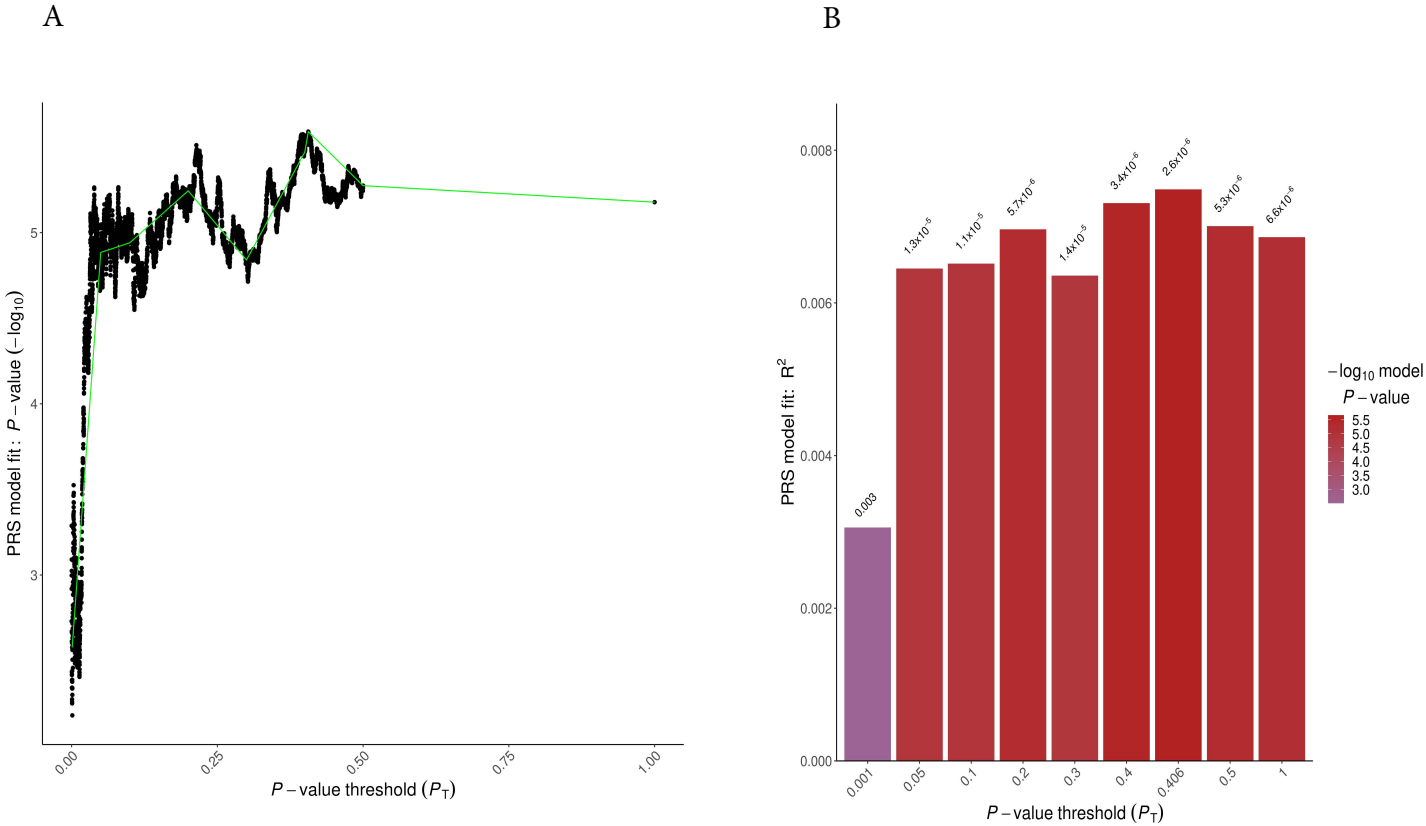 A
B
PRS model fit : P – value (–log10)
5
4
3
0.00
0.25
0.50
0.75
1.00
P – value threshold (PT)
PRS model fit: R2
0.008
0.006
0.004
0.002
0.000
0.003
1.3x10−5
1.1x10−5
5.7x10−6
1.4x10−5
3.4x10−6
2.6x10−6
5.3x10−6
6.6x10−6
0.001
0.05
0.1
0.2
0.3
0.4
0.406
0.5
1
P – value threshold (PT)
–log10 model
P – value
5.5
5.0
4.5
4.0
3.5
3.0